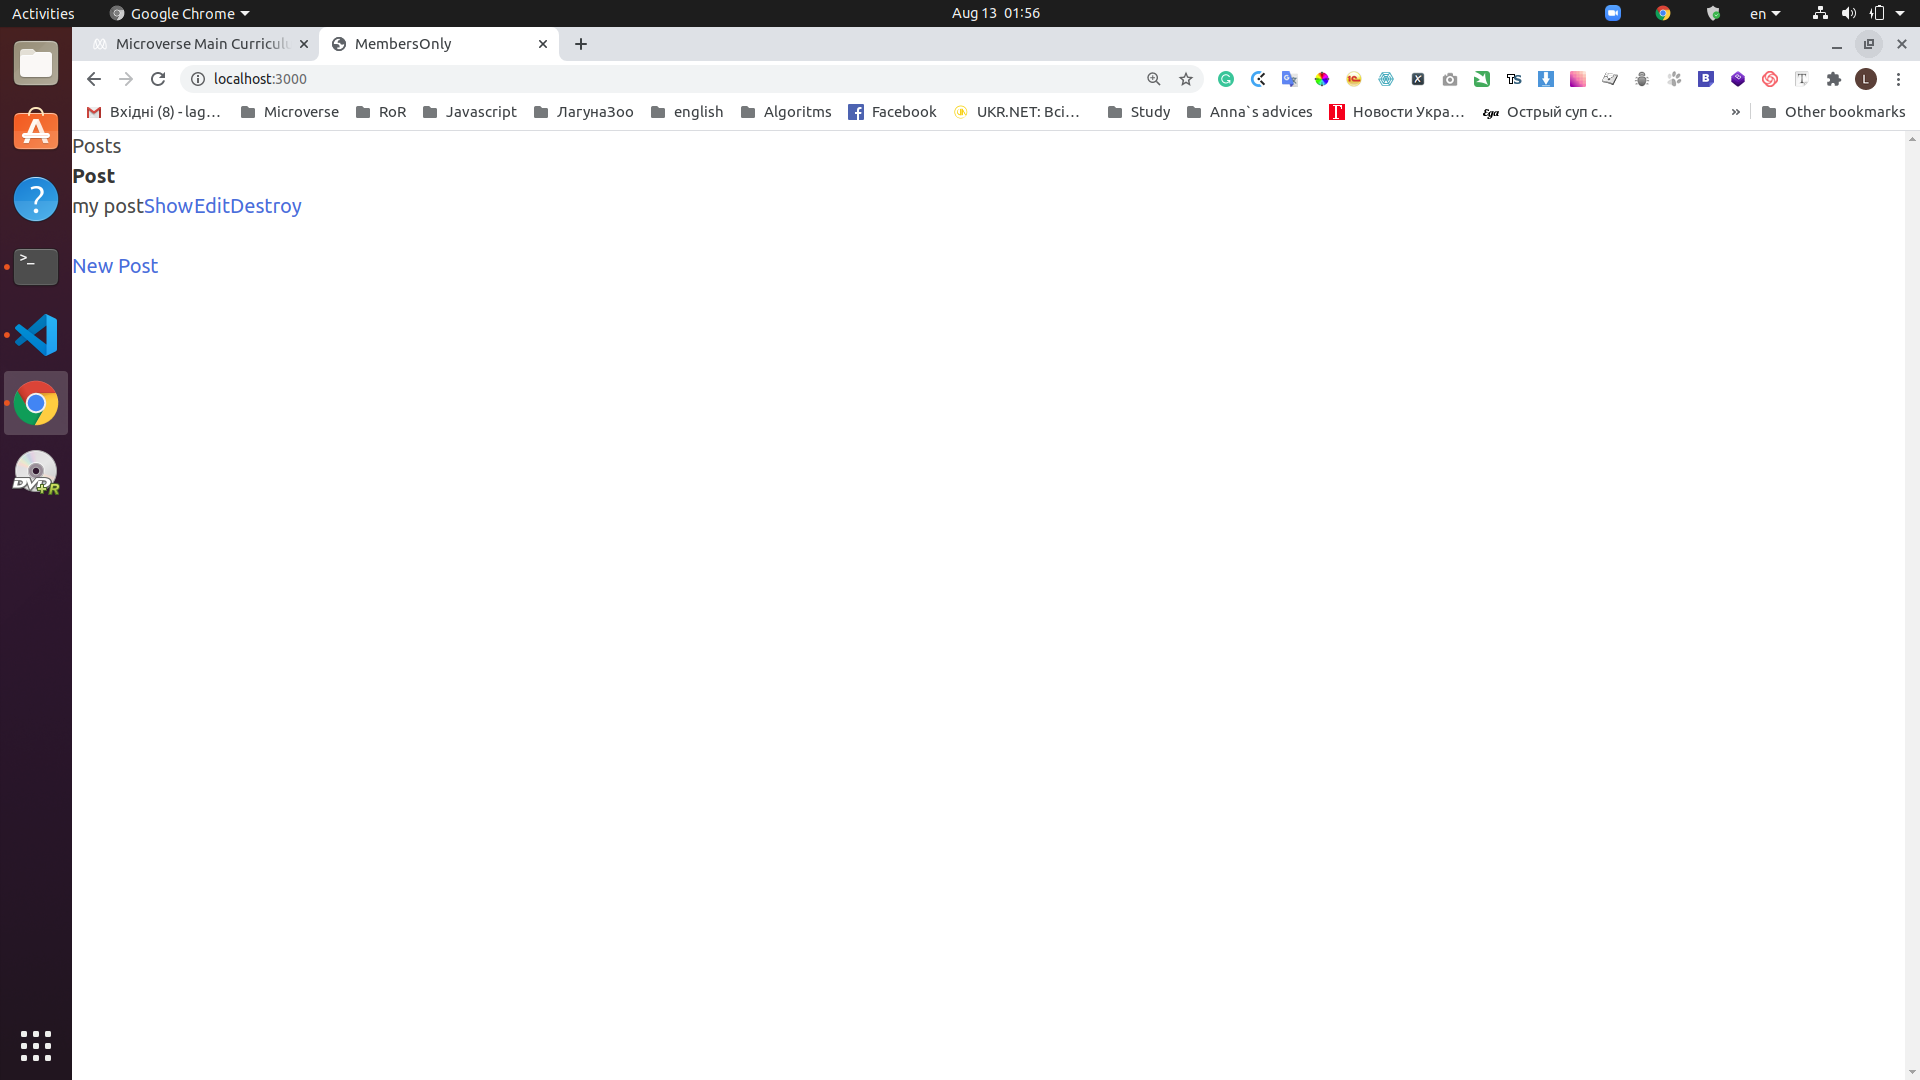 Activities
Google Chrome
Aug 13 01:56
en
Microverse Main Curricul
MembersOnly
localhost:3000
L
Вхідні (8) - lag…
Microverse
RoR
Javascript
ЛагунаЗоо
english
Algoritms
Facebook
UKR.NET: Всі…
Study
Anna`s advices
Новости Укра…
Ega
Острый суп с…
»
Other bookmarks
Posts
Post
my postShowEditDestroy
New Post